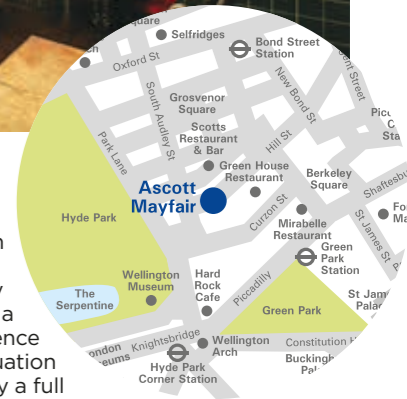 Selfridges
Bond Street
Station
Oxford St
New Bond St
South Audley St
Grosvenor
Square
Park Lane
Scotts
Restaurant
& Bar
Hill St
Green House
Restaurant
Berkeley
Square
Ascott
Mayfair
Curzon St
Hyde Park
Mirabelle
Restaurant
St James St
Green
Park
Station
Wellington
Museum
Hard
Rock
Cafe
Piccadilly
The
Serpentine
Green Park
Knightsbridge
Wellington
Arch
Constitution
Hyde Park
Corner Station
a
y a full